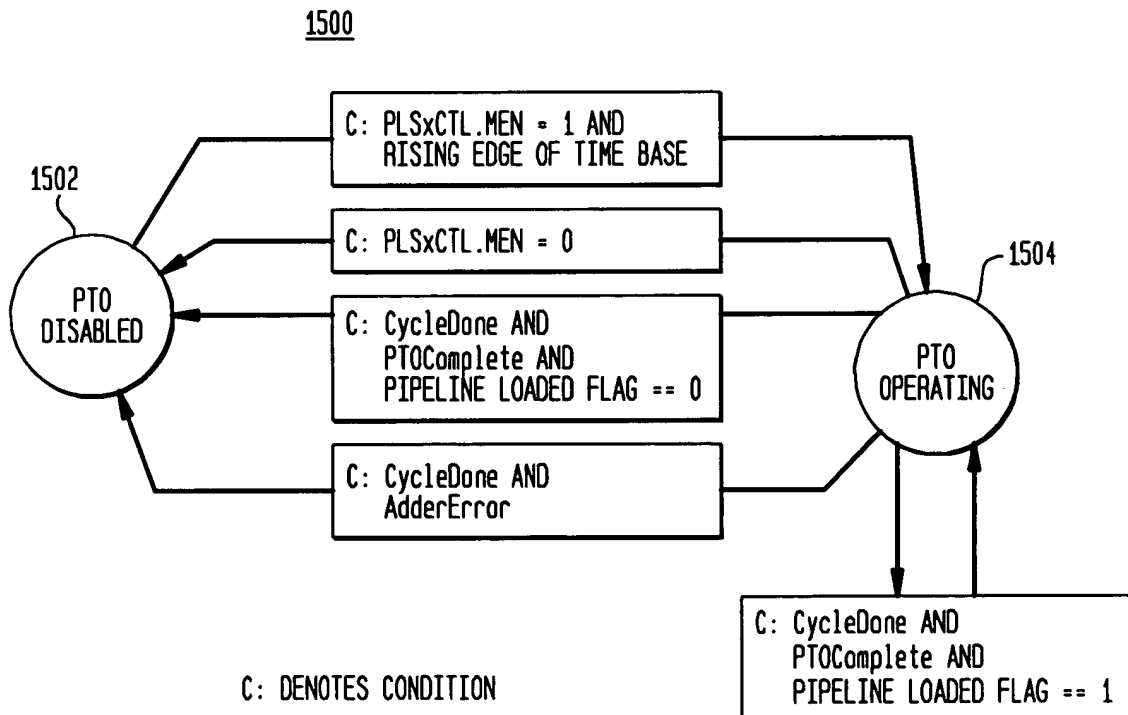 1500
C: PLSxCTL.MEN = 1 AND
RISING EDGE OF TIME BASE
1502
C: PLSxCTL.MEN = 0
1504
PTO
DISABLED
C: CycleDone AND
PTOComplete AND
PIPELINE LOADED FLAG == 0
PTO
OPERATING
C: CycleDone AND
AdderError
C: CycleDone AND
PTOComplete AND
PIPELINE LOADED FLAG == 1
C: DENOTES CONDITION